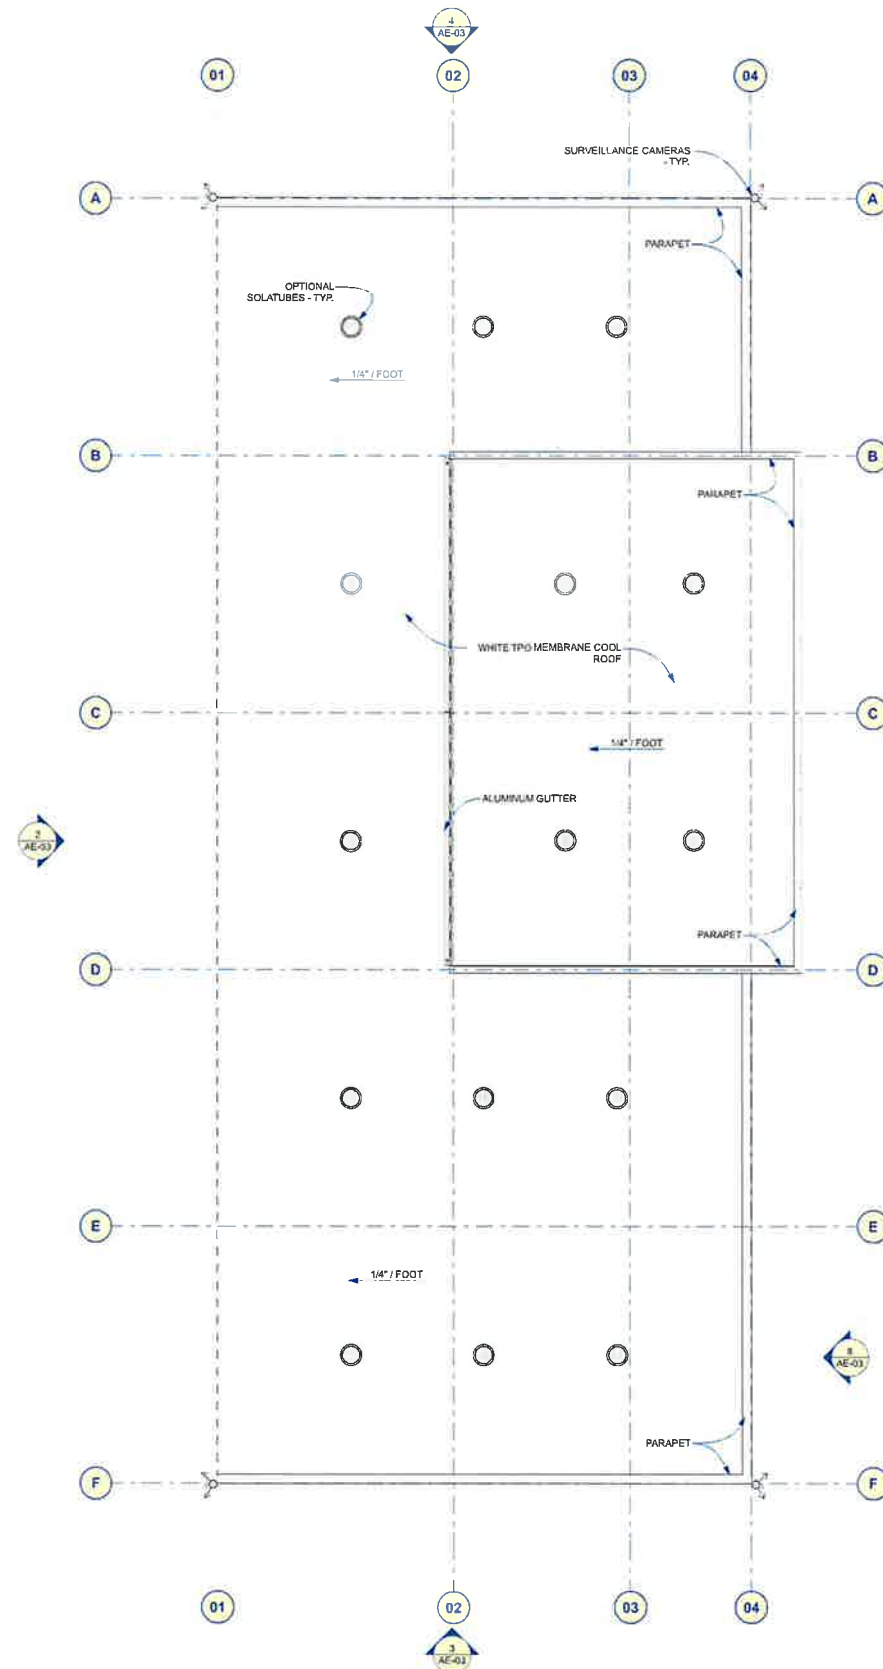 4
AE-03
01
02
03
04
SURVEILLANCE CAMERAS
- TYP.
A
A
PARAPET
OPTIONAL
SOLATUBES - TYP.
1/4" / FOOT
B
B
PARAPET
WHITE TPO MEMBRANE COOL
ROOF
C
C
1/4" / FOOT
ALUMINUM GUTTER
2
AE-03
PARAPET
D
D
E
E
1/4" / FOOT
AE-03
PARAPET
F
F
01
02
03
04
3
AE-03